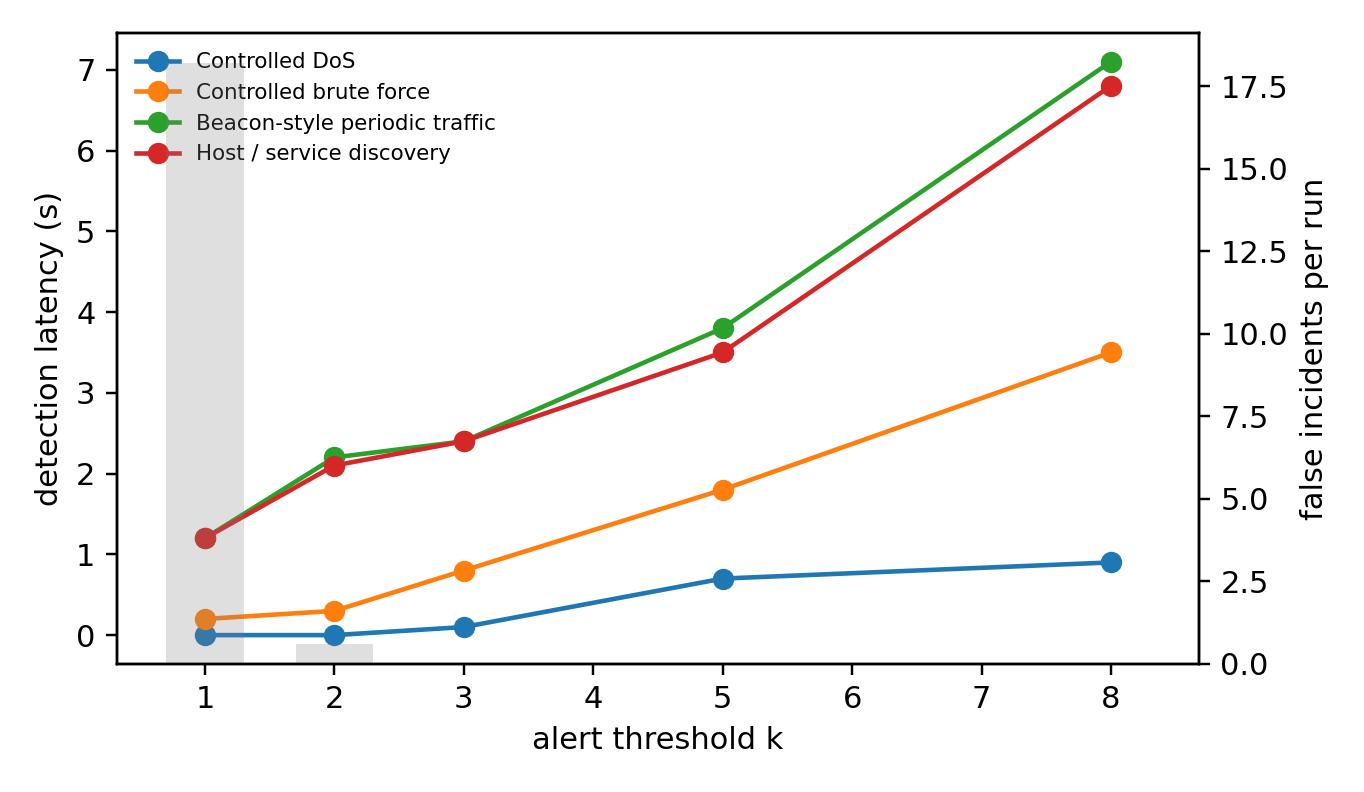 Controlled DoS
Controlled brute force
Beacon-style periodic traffic
Host / service discovery
detection latency (s)
7
6
5
4
3
2
1
0
17.5
15.0
12.5
10.0
7.5
5.0
2.5
0.0
false incidents per run
1 2 3 4 5 6 7 8
alert threshold k